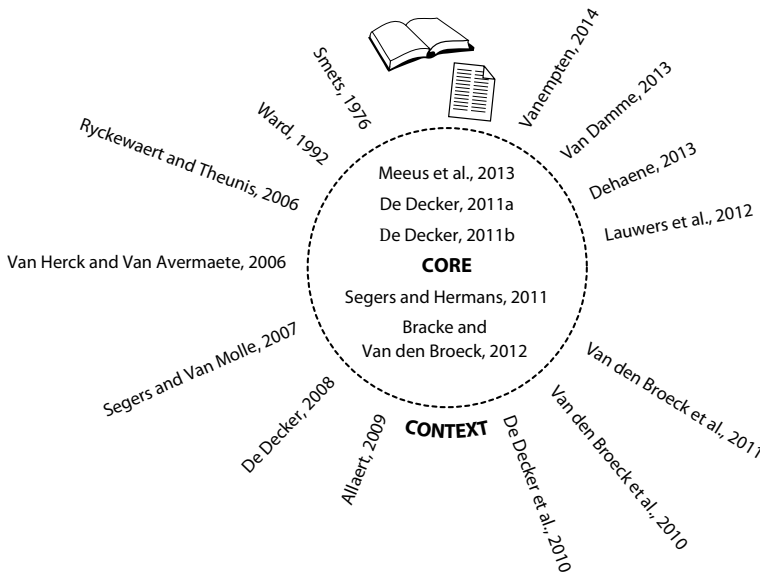 Smets, 1976
Ward, 1992
Ryckewaert and Theunis, 2006
Van Herck and Van Avermaete, 2006
Segers and Van Molle, 2007
De Decker, 2008
Allaert, 2009
CONTEXT
De Decker et al., 2010
Van den Broeck et al., 2010
Van den Broeck et al., 2011
Lauwers et al., 2012
Dehaene, 2013
Van Damme, 2013
Vanempten, 2014
Meeus et al., 2013
De Decker, 2011a
De Decker, 2011b
CORE
Segers and Hermans, 2011
Bracke and
Van den Broeck, 2012